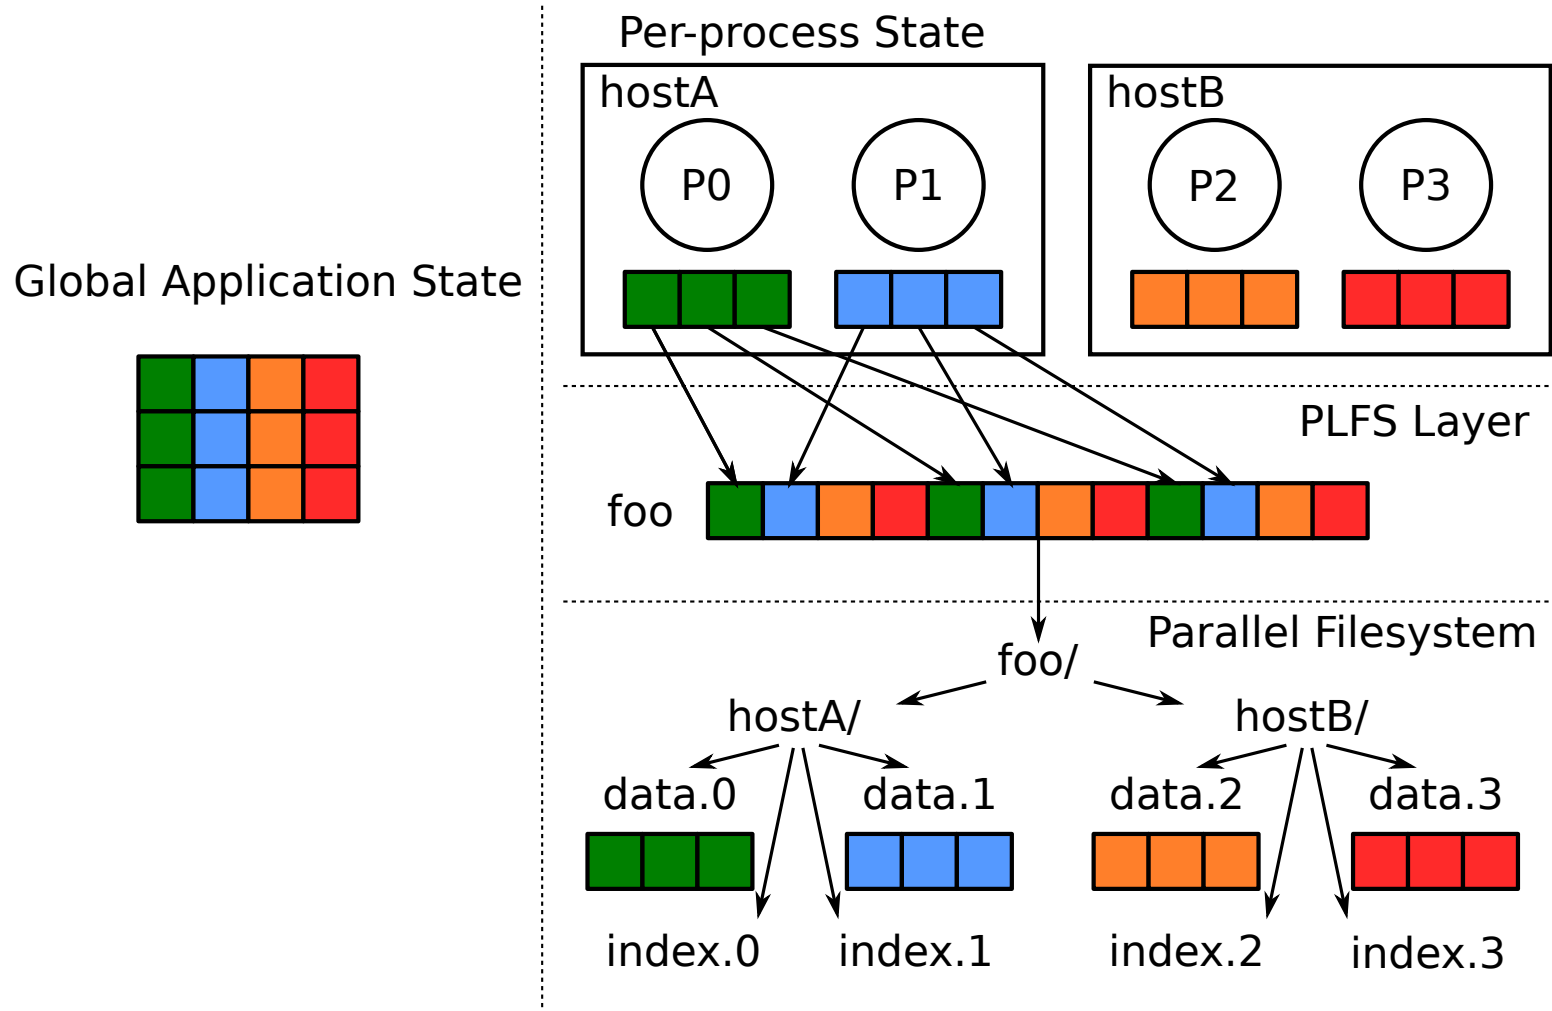 Global Application State
Per-process State
hostA
P0
P1
hostB
P2
P3
PLFS Layer
foo
Parallel Filesystem
foo/
hostA/
hostB/
data.0
data.1
data.2
data.3
index.0
index.1
index.2
index.3